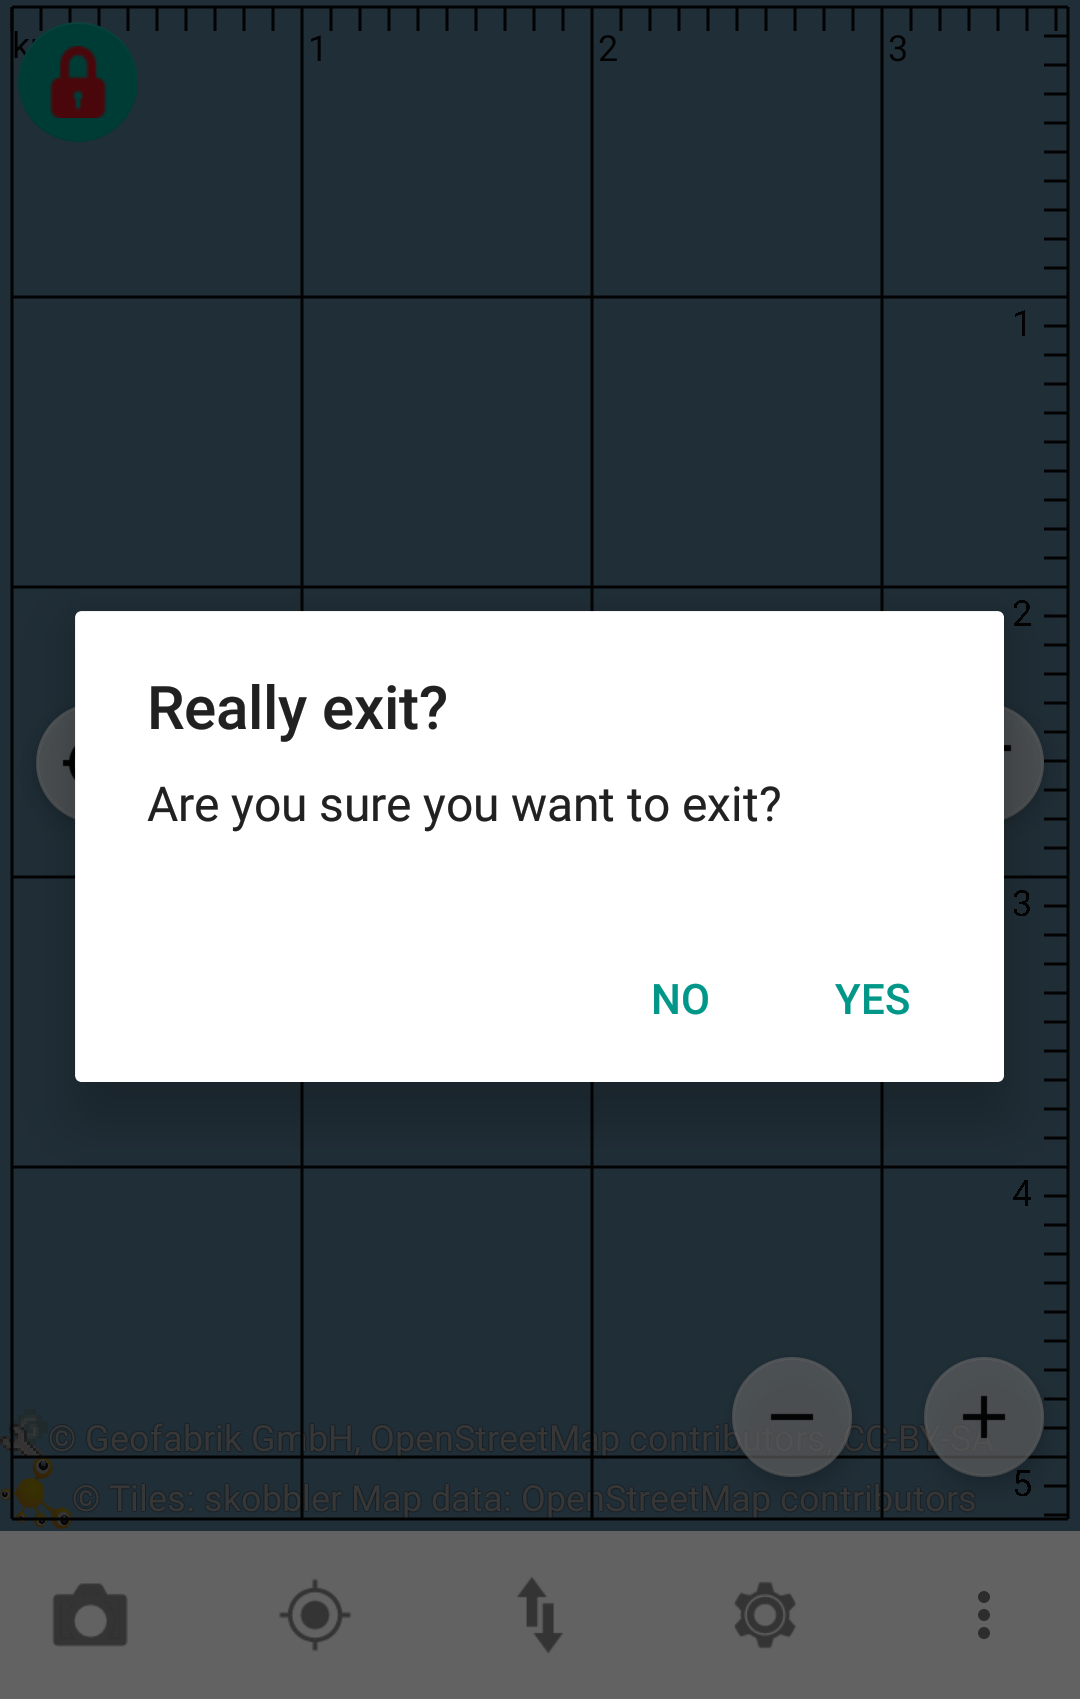 1
2
3
1
2
Really exit?
Are you sure you want to exit?
3
NO YES
4
© Geofabrik GmbH, OpenStreetMap contributors, CC-BY-SA
5
© Tiles: skobbler Map data: OpenStreetMap contributors